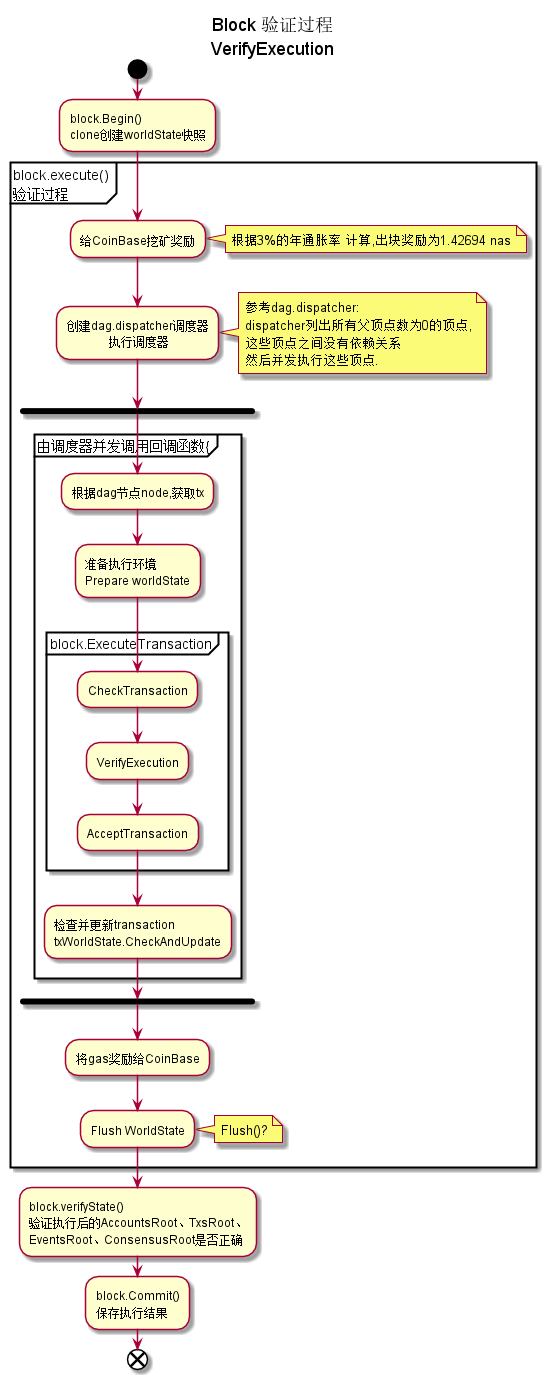 Block 验证过程
VerifyExecution
block.Begin()
clone创建worldState快照
block.execute()
验证过程
给CoinBase挖矿奖励
根据3%的年通胀率 计算,出块奖励为1.42694 nas
创建dag.dispatcher调度器
执行调度器
参考dag.dispatcher:
dispatcher列出所有父顶点数为0的顶点,
这些顶点之间没有依赖关系
然后并发执行这些顶点.
由调度器并发调用回调函数{
根据dag节点node,获取tx
准备执行环境
Prepare worldState
block.ExecuteTransaction
CheckTransaction
VerifyExecution
AcceptTransaction
检查并更新transaction
txWorldState.CheckAndUpdate
将gas奖励给CoinBase
Flush WorldState
Flush()?
block.verifyState()
验证执行后的AccountsRoot、TxsRoot、
EventsRoot、ConsensusRoot是否正确
block.Commit()
保存执行结果